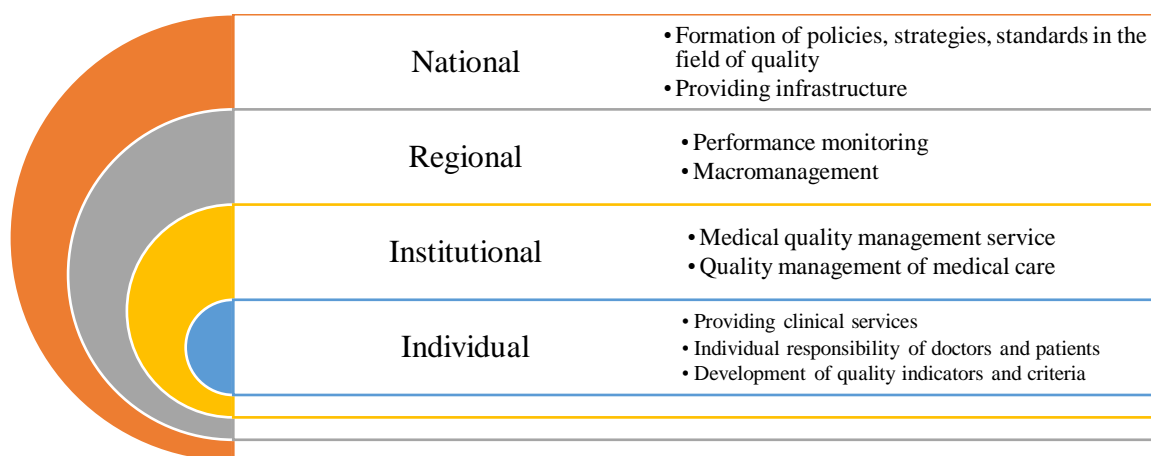 National
• Formation of policies, strategies, standards in the
field of quality
• Providing infrastructure
Regional
• Performance monitoring
• Macromanagement
Institutional
• Medical quality management service
• Quality management of medical care
Individual
• Providing clinical services
• Individual responsibility of doctors and patients
• Development of quality indicators and criteria